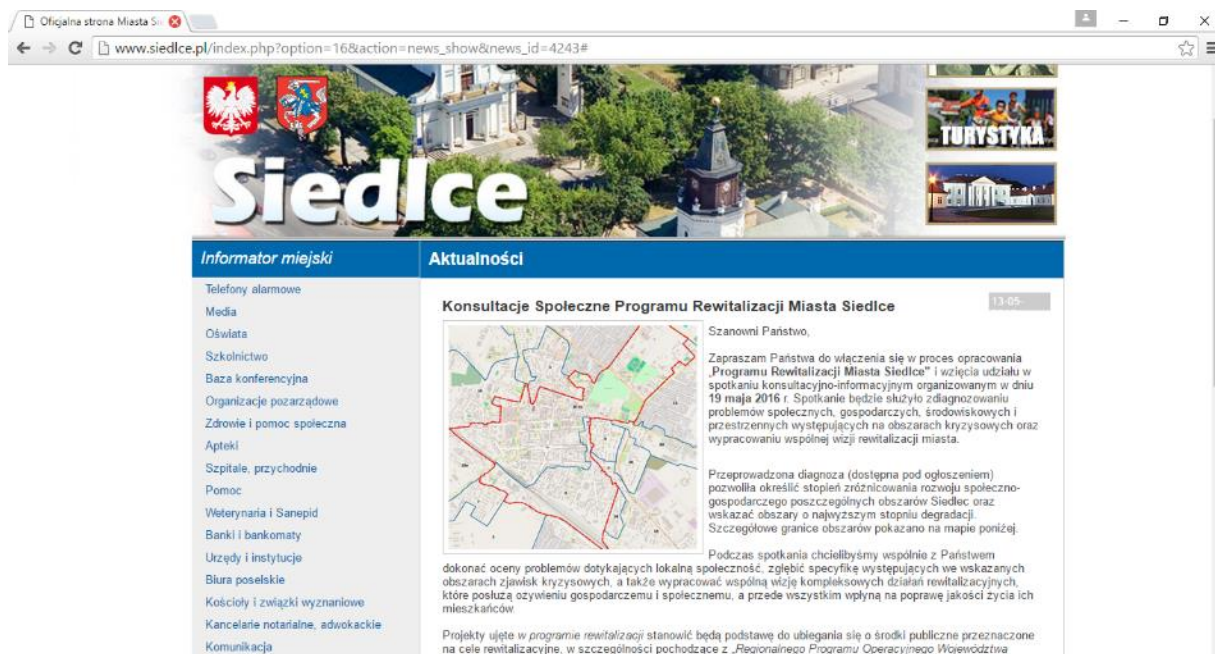 Oficjalna strona Miasta Sie
www.siedlce.pl/index.php?option=16&action=news_show&news_id=4243#
Siedlce
TURYSTYKA
Informator miejski
Aktualności
Telefony alarmowe
Media
Oświata
Szkolnictwo
Baza konferencyjna
Organizacje pozarządowe
Zdrowie i pomoc społeczna
Apteki
Szpitale, przychodnie
Pomoc
Weterynaria i Sanepid
Banki i bankomaty
Urzędy i instytucje
Biura poselskie
Kościoły i związki wyznaniowe
Kancelarie notarialne, adwokackie
Komunikacja
Konsultacje Społeczne Programu Rewitalizacji Miasta Siedlce
13-05-
Szanowni Państwo,
Zapraszam Państwa do włączenia się w proces opracowania
„Programu Rewitalizacji Miasta Siedlce" i wzięcia udziału w
spotkaniu konsultacyjno-informacyjnym organizowanym w dniu
19 maja 2016 r. Spotkanie będzie służyło zdiagnozowaniu
problemów społecznych, gospodarczych, środowiskowych i
przestrzennych występujących na obszarach kryzysowych oraz
wypracowaniu wspólnej wizji rewitalizacji miasta.
Przeprowadzona diagnoza (dostępna pod ogłoszeniem)
pozwoliła określić stopień zróżnicowania rozwoju społeczno-
gospodarczego poszczególnych obszarów Siedlec oraz
wskazać obszary o najwyższym stopniu degradacji.
Szczegółowe granice obszarów pokazano na mapie poniżej.
Podczas spotkania chcielibyśmy wspólnie z Państwem
dokonać oceny problemów dotykających lokalną społeczność, zgłębić specyfikę występujących we wskazanych
obszarach zjawisk kryzysowych, a także wypracować wspólną wizję kompleksowych działań rewitalizacyjnych,
które posłużą ożywieniu gospodarczemu i społecznemu, a przede wszystkim wpłyną na poprawę jakości życia ich
mieszkańców.
Projekty ujęte w programie rewitalizacji stanowić będą podstawę do ubiegania się o środki publiczne przeznaczone
na cele rewitalizacyjne, w szczególności pochodzące z „Regionalnego Programu Operacyjnego Województwa